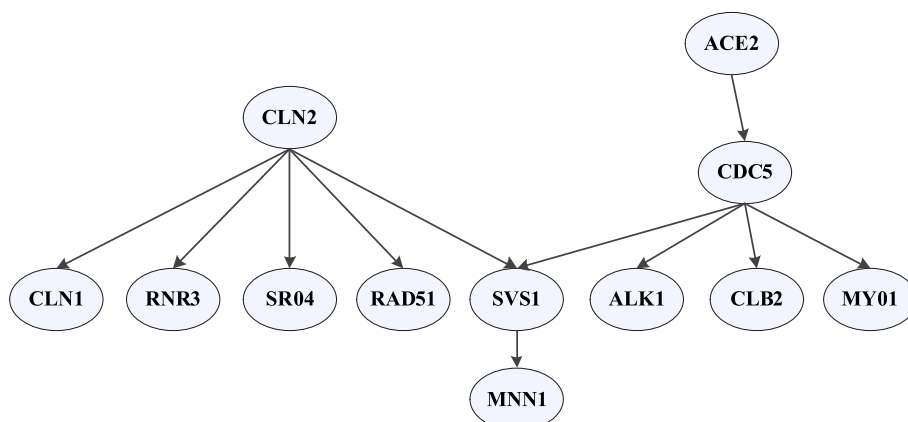 ACE2
CLN2
CDC5
CLN1 RNR3 SR04 RAD51 SVS1 ALK1 CLB2 MY01
MNN1